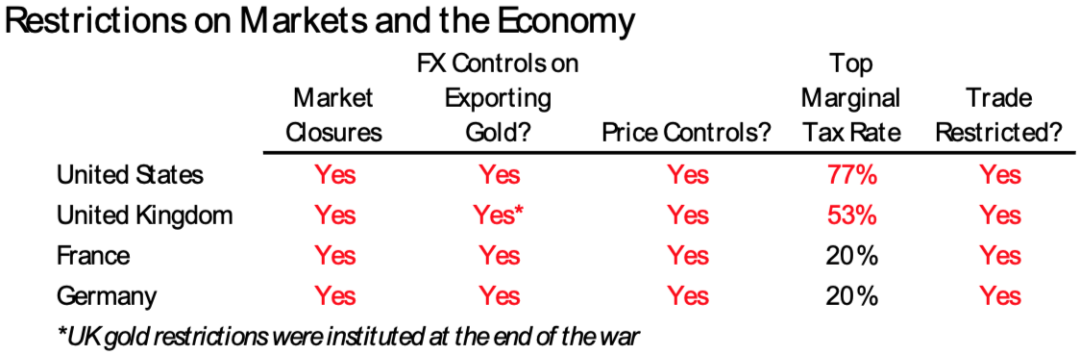 Restrictions on Markets and the Economy
FX Controls on Top
Market Exporting Marginal Trade
Closures Gold? Price Controls? Tax Rate Restricted?
United States Yes Yes Yes 77% Yes
United Kingdom Yes Yes* Yes 53% Yes
France Yes Yes Yes 20% Yes
Germany Yes Yes Yes 20% Yes
*UK gold restrictions were instituted at the end of the war